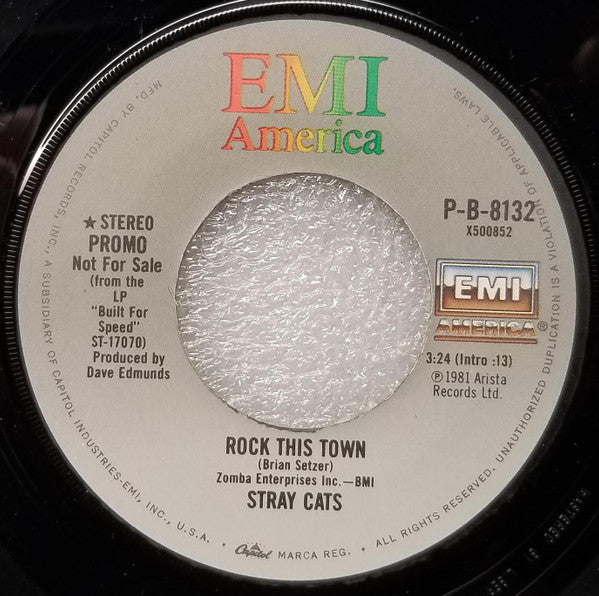 EMI
America
★ STEREO
PROMO
Not For Sale
(from the
LP
"Built For
Speed"
ST-17070)
Produced by
Dave Edmunds
P-B-8132
X500852
EMI
AMERICA®
3:24 (Intro :13)
℗ 1981 Arista
Records Ltd.
ROCK THIS TOWN
(Brian Setzer)
Zomba Enterprises Inc.—BMI
STRAY CATS
MFD. BY CAPITOL RECORDS, INC., A SUBSIDIARY OF CAPITOL INDUSTRIES-EMI, INC., U.S.A. • Capitol MARCA REG. • ALL RIGHTS RESERVED. UNAUTHORIZED DUPLICATION IS A VIOLATION OF APPLICABLE LAWS.